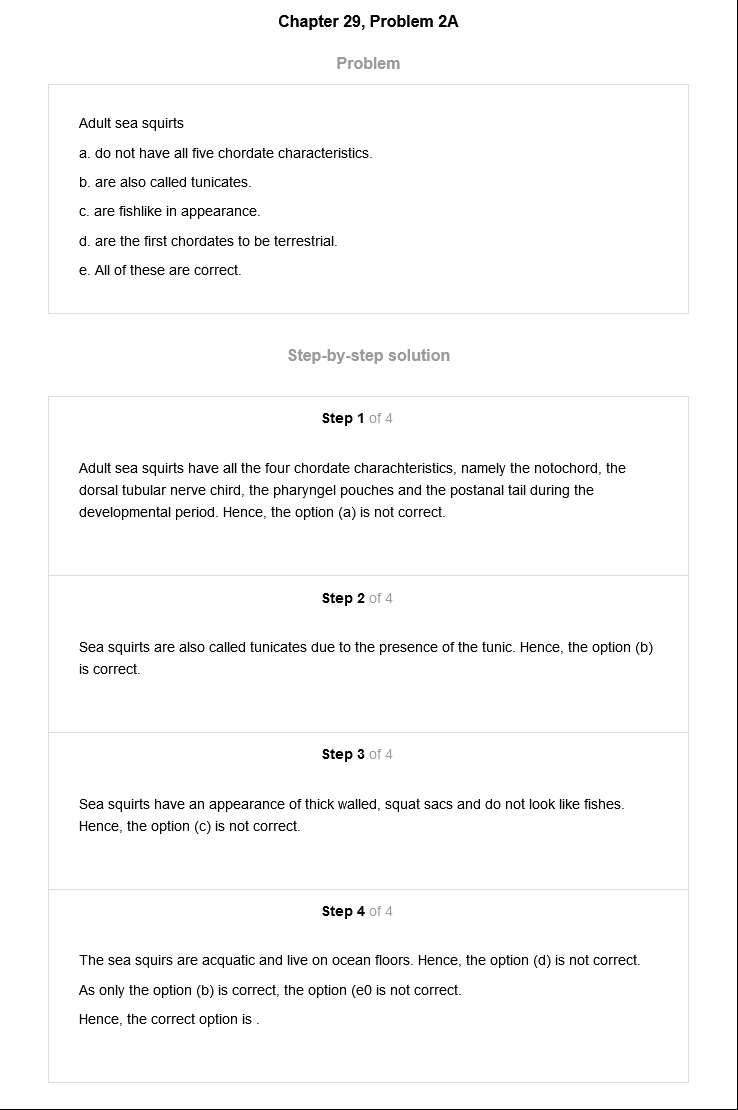 Chapter 29, Problem 2A
Problem
Adult sea squirts
a. do not have all five chordate characteristics.
b. are also called tunicates.
c. are fishlike in appearance.
d. are the first chordates to be terrestrial.
e. All of these are correct.
Step-by-step solution
Step 1 of 4
Adult sea squirts have all the four chordate charachteristics, namely the notochord, the
dorsal tubular nerve chird, the pharyngel pouches and the postanal tail during the
developmental period. Hence, the option (a) is not correct.
Step 2 of 4
Sea squirts are also called tunicates due to the presence of the tunic. Hence, the option (b)
is correct.
Step 3 of 4
Sea squirts have an appearance of thick walled, squat sacs and do not look like fishes.
Hence, the option (c) is not correct.
Step 4 of 4
The sea squirs are acquatic and live on ocean floors. Hence, the option (d) is not correct.
As only the option (b) is correct, the option (e0 is not correct.
Hence, the correct option is .